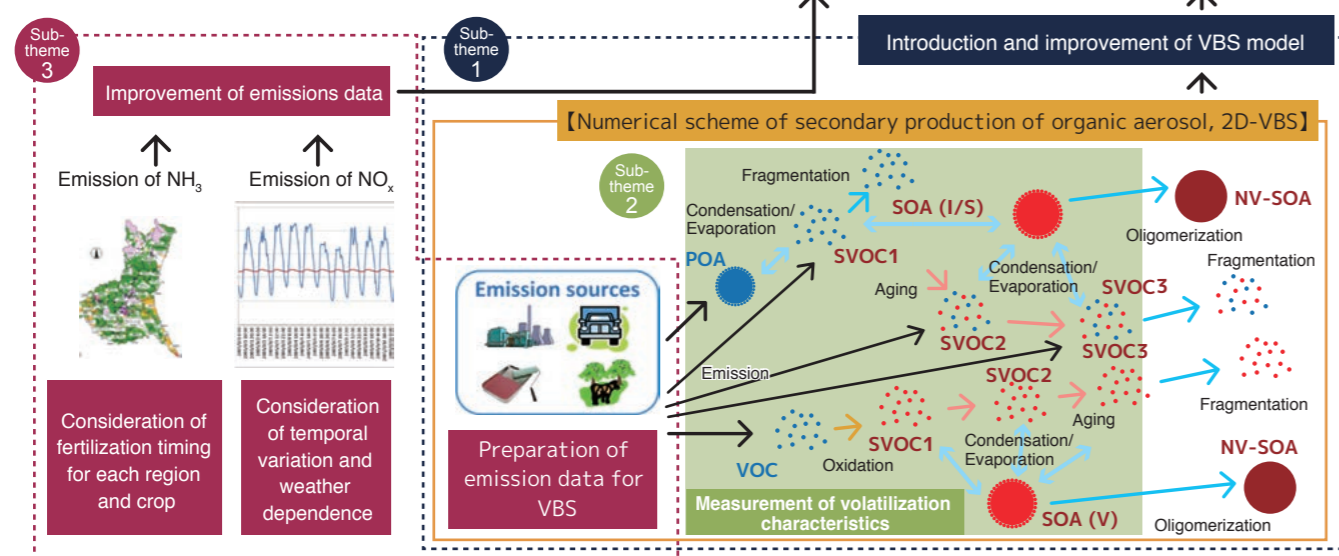 Sub-
theme
3
Improvement of emissions data
Emission of NH₃
Emission of NOₓ
Consideration of
fertilization timing
for each region
and crop
Consideration
of temporal
variation and
weather
dependence
Sub-
theme
1
Introduction and improvement of VBS model
【Numerical scheme of secondary production of organic aerosol, 2D-VBS】
Sub-
theme
2
Emission sources
Preparation of
emission data for
VBS
Fragmentation
Condensation/
Evaporation
SOA (I/S)
NV-SOA
Oligomerization
POA
SVOC1
Condensation/
Evaporation
Fragmentation
SVOC3
Aging
SVOC2
SVOC3
Emission
SVOC2
Fragmentation
Aging
SVOC1
Condensation/
Evaporation
VOC
Oxidation
NV-SOA
Measurement of volatilization
characteristics
SOA (V)
Oligomerization